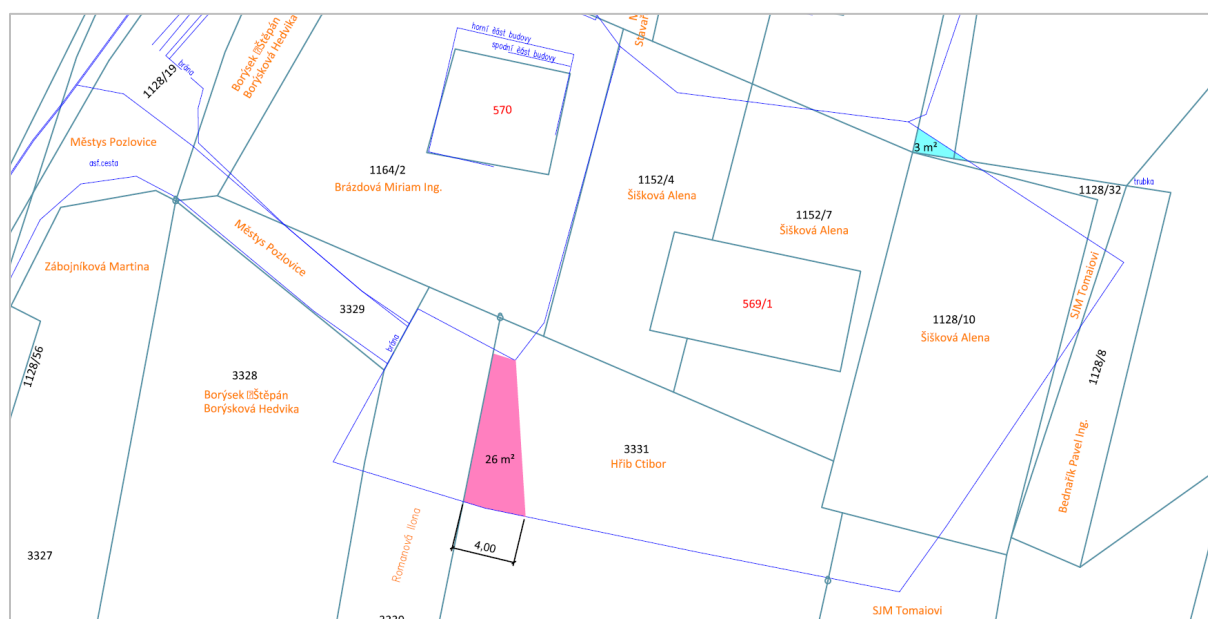 horní část budovy
spodní část budovy
Borýsek Štěpán
Borýsková Hedvika
1128/19
brána
570
Městys Pozlovice
asf.cesta
1164/2
Brázdová Miriam Ing.
1152/4
Šišková Alena
3 m²
trubka
1128/32
1152/7
Šišková Alena
Městys Pozlovice
Zábojníková Martina
SJM Tomaiovi
3329
569/1
1128/10
Šišková Alena
brána
1128/56
1128/8
3328
Borýsek Štěpán
Borýsková Hedvika
3331
Hřib Ctibor
26 m²
Bednařík Pavel Ing.
Romanová Ilona
4,00
3327
SJM Tomaiovi